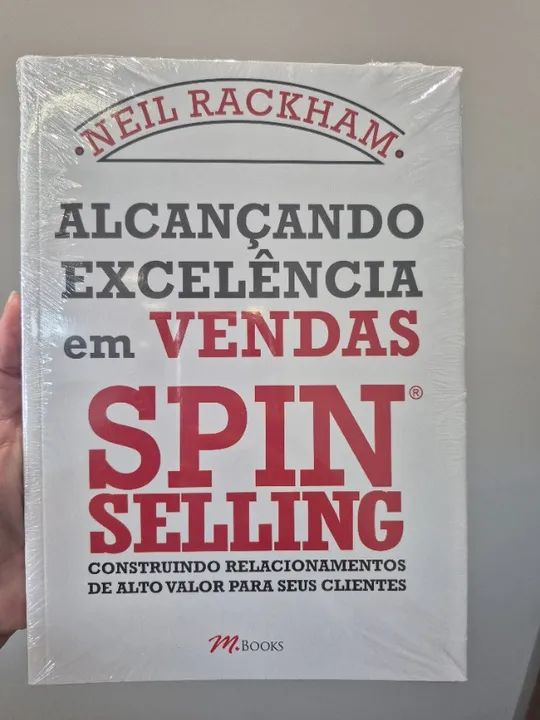 •NEIL RACKHAM•
ALCANÇANDO
EXCELÊNCIA
em VENDAS
SPIN®
SELLING
CONSTRUINDO RELACIONAMENTOS
DE ALTO VALOR PARA SEUS CLIENTES
M.BOOKS